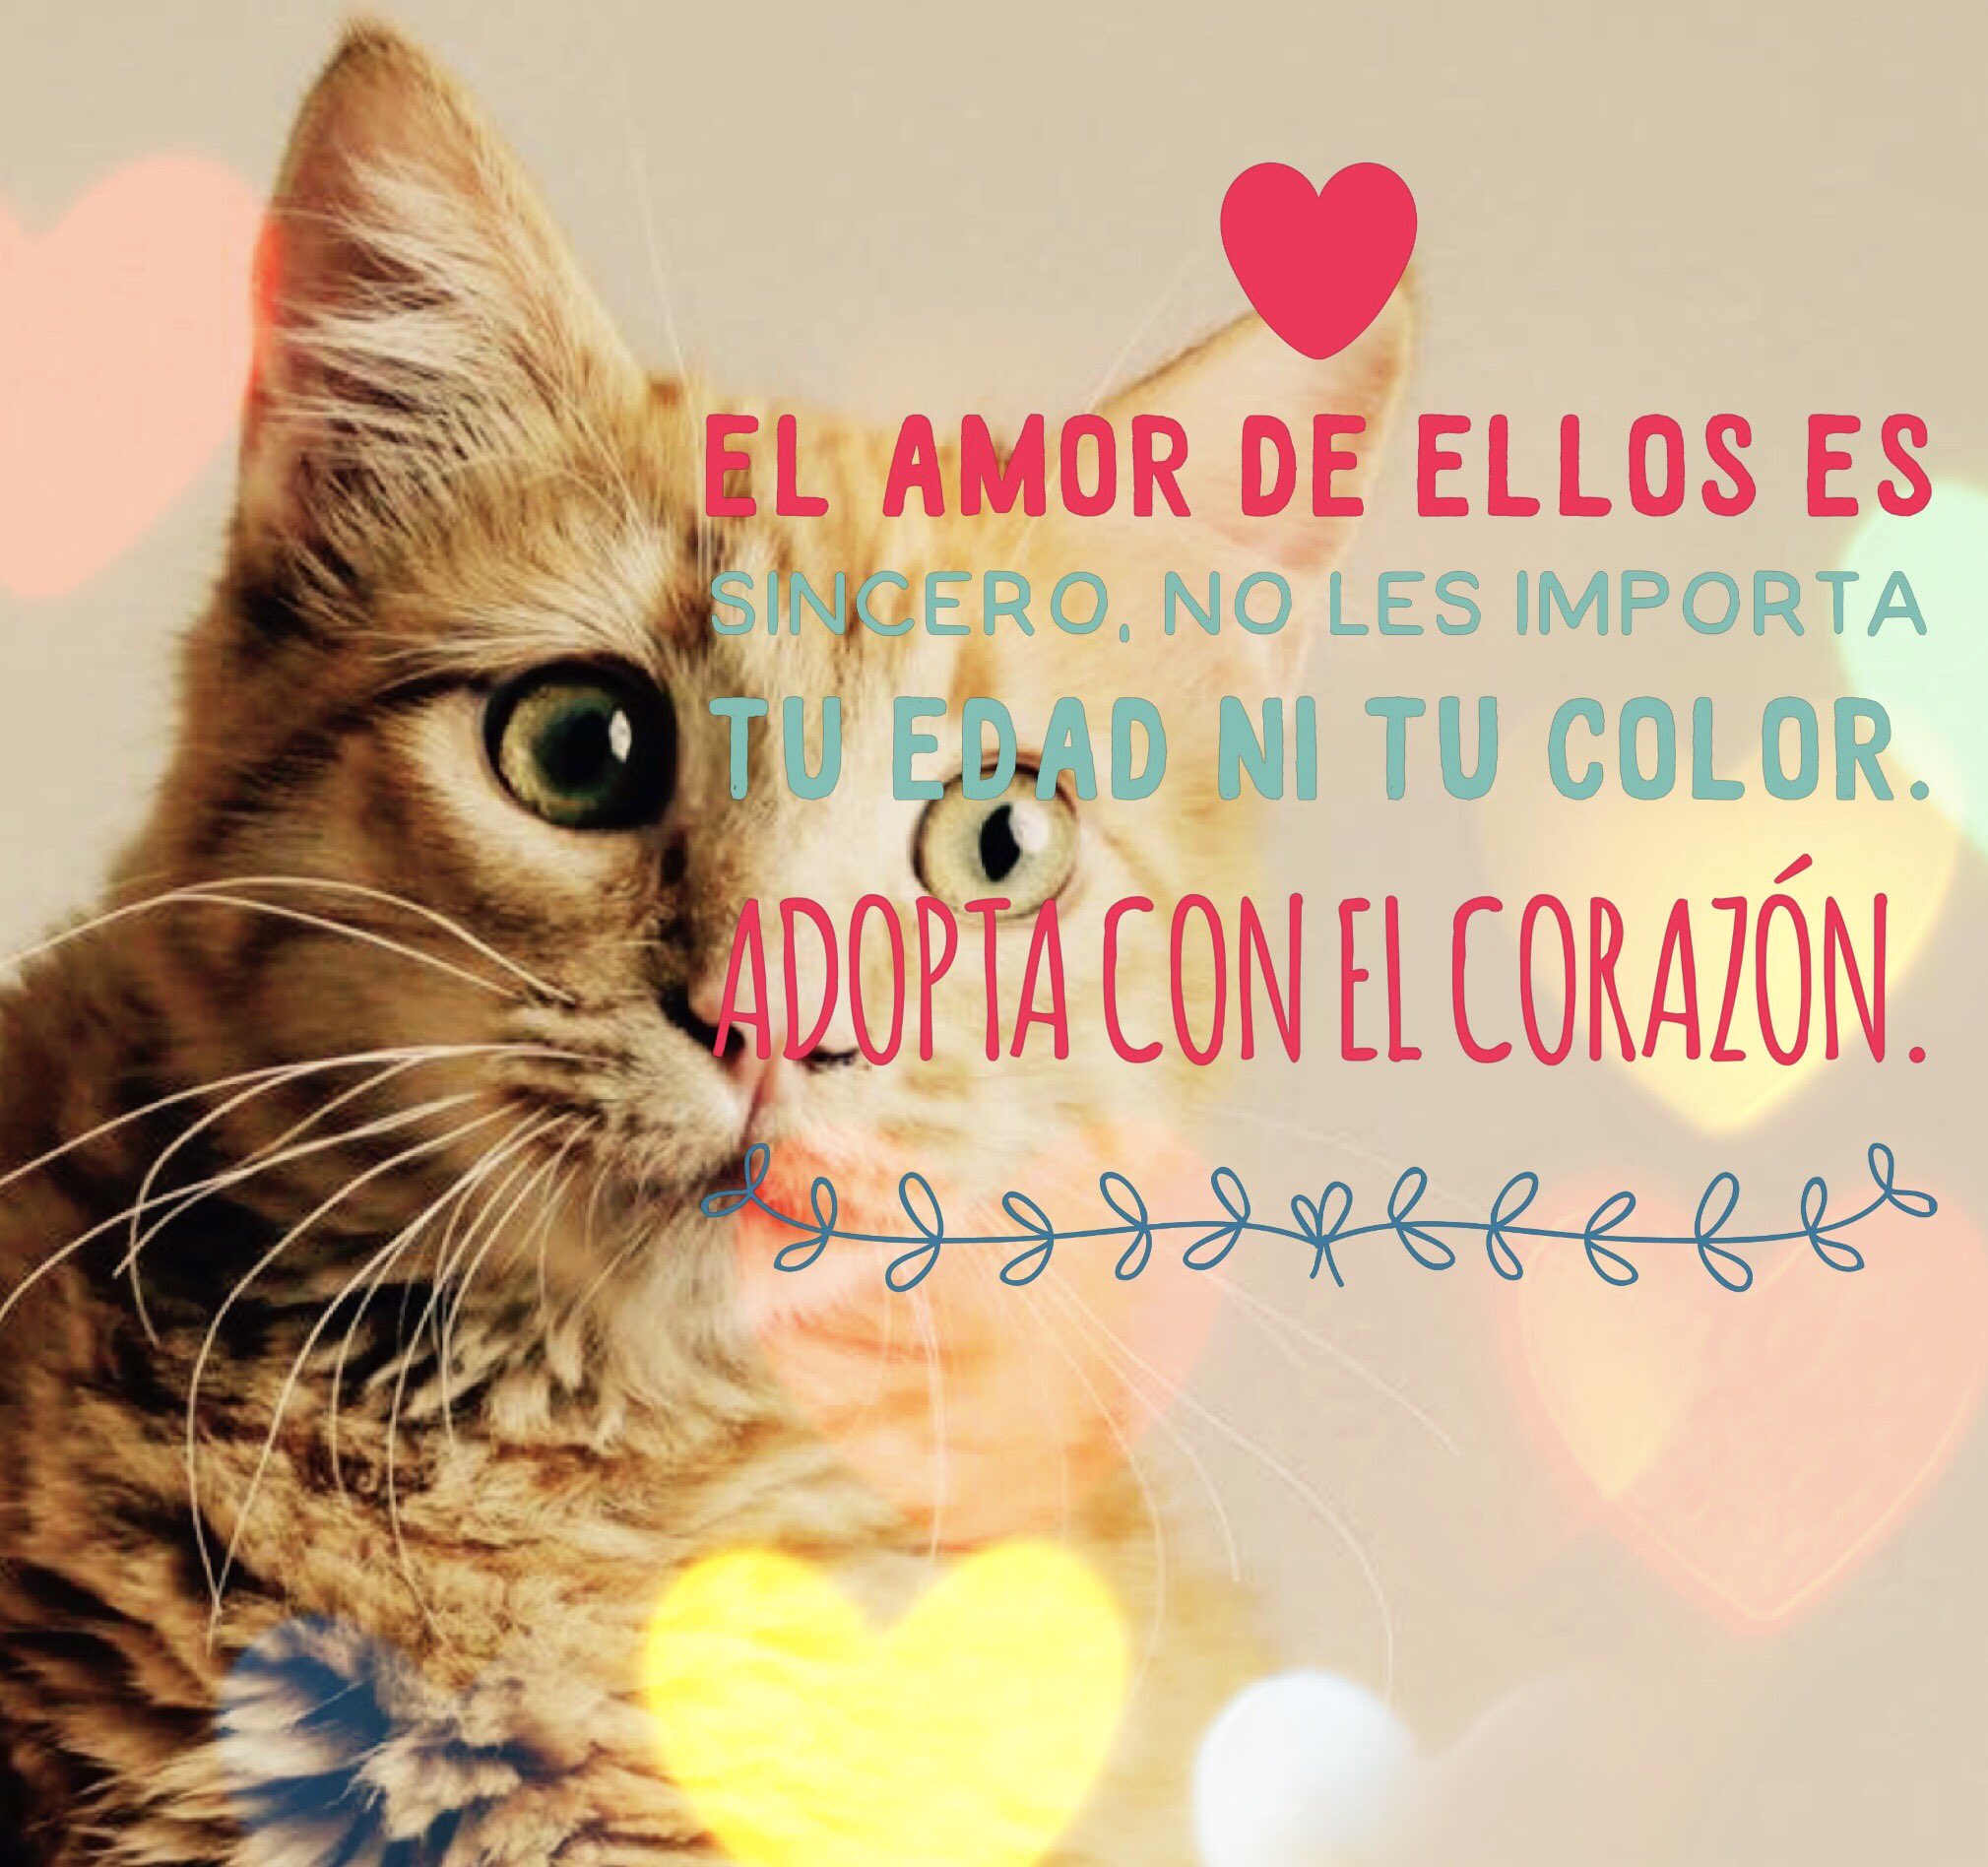 EL AMOR DE ELLOS ES
SINCERO, NO LES IMPORTA
TU EDAD NI TU COLOR.
ADOPTA CON EL CORAZÓN.